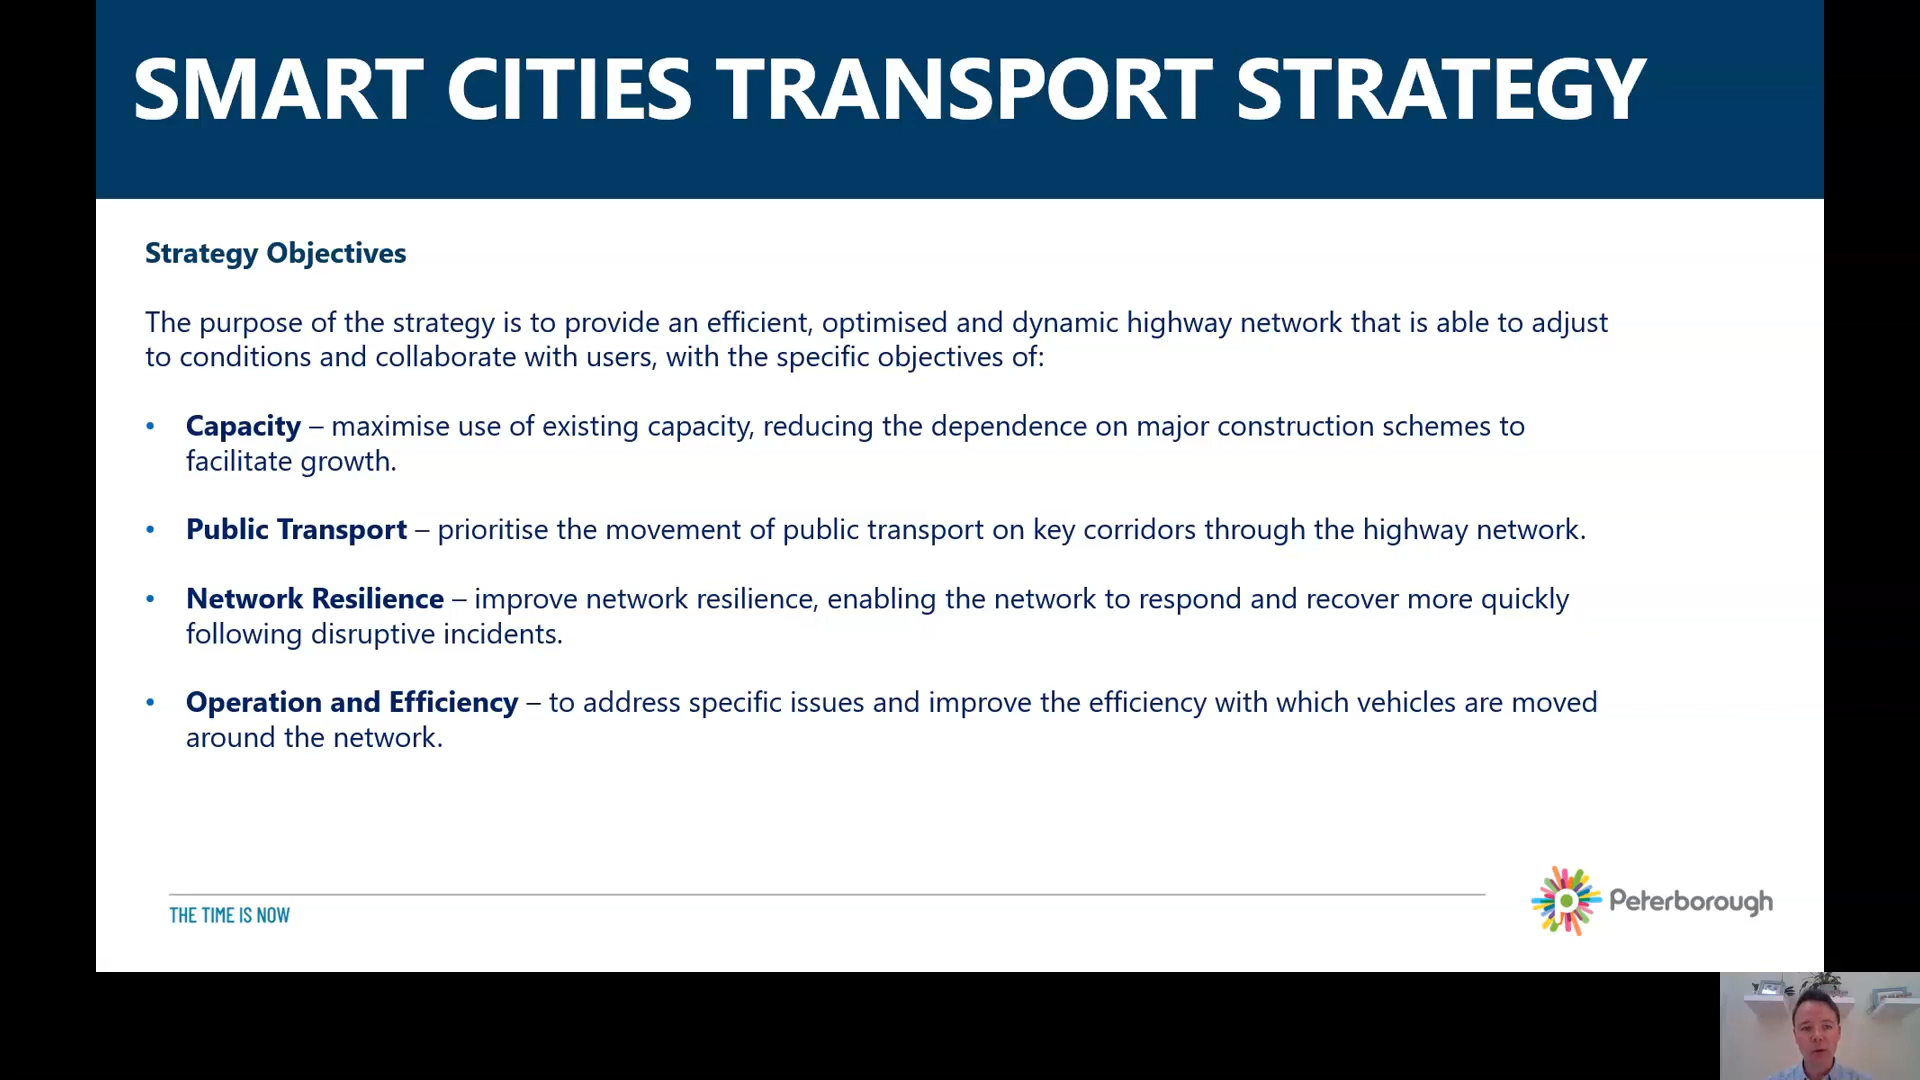 SMART CITIES TRANSPORT STRATEGY
Strategy Objectives
The purpose of the strategy is to provide an efficient, optimised and dynamic highway network that is able to adjust
to conditions and collaborate with users, with the specific objectives of:
• Capacity – maximise use of existing capacity, reducing the dependence on major construction schemes to
facilitate growth.
• Public Transport – prioritise the movement of public transport on key corridors through the highway network.
• Network Resilience – improve network resilience, enabling the network to respond and recover more quickly
following disruptive incidents.
• Operation and Efficiency – to address specific issues and improve the efficiency with which vehicles are moved
around the network.
THE TIME IS NOW
Peterborough